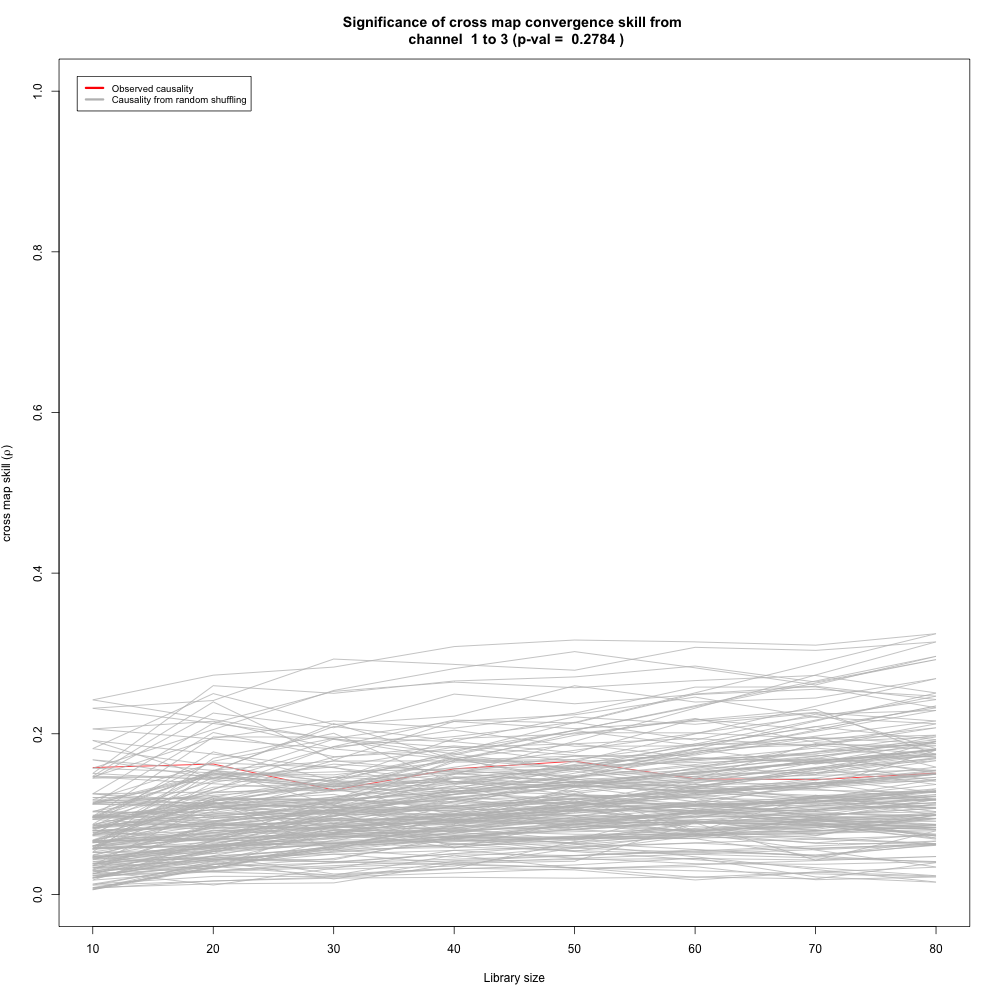 Significance of cross map convergence skill from
channel  1 to 3 (p-val =  0.2784 )
Observed causality
Causality from random shuffling
1.0
0.8
0.6
0.4
0.2
0.0
cross map skill (ρ)
10 20 30 40 50 60 70 80
Library size